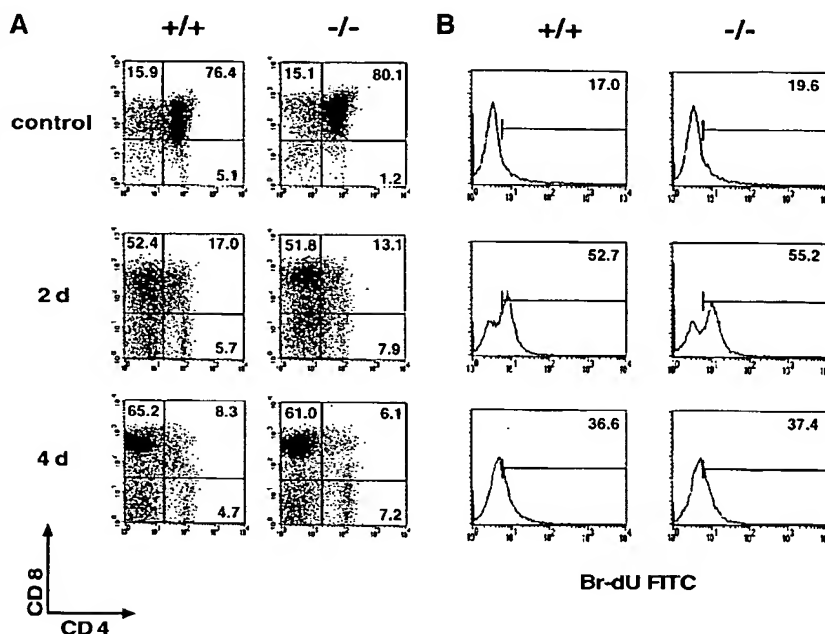 A
+/+
-/-
B
+/+
-/-
control
15.9 76.4
5.1
15.1 80.1
1.2
17.0
19.6
2 d
52.4 17.0
5.7
51.8 13.1
7.9
52.7
55.2
4 d
65.2 8.3
4.7
61.0 6.1
7.2
36.6
37.4
CD 8
CD 4
Br-dU FITC